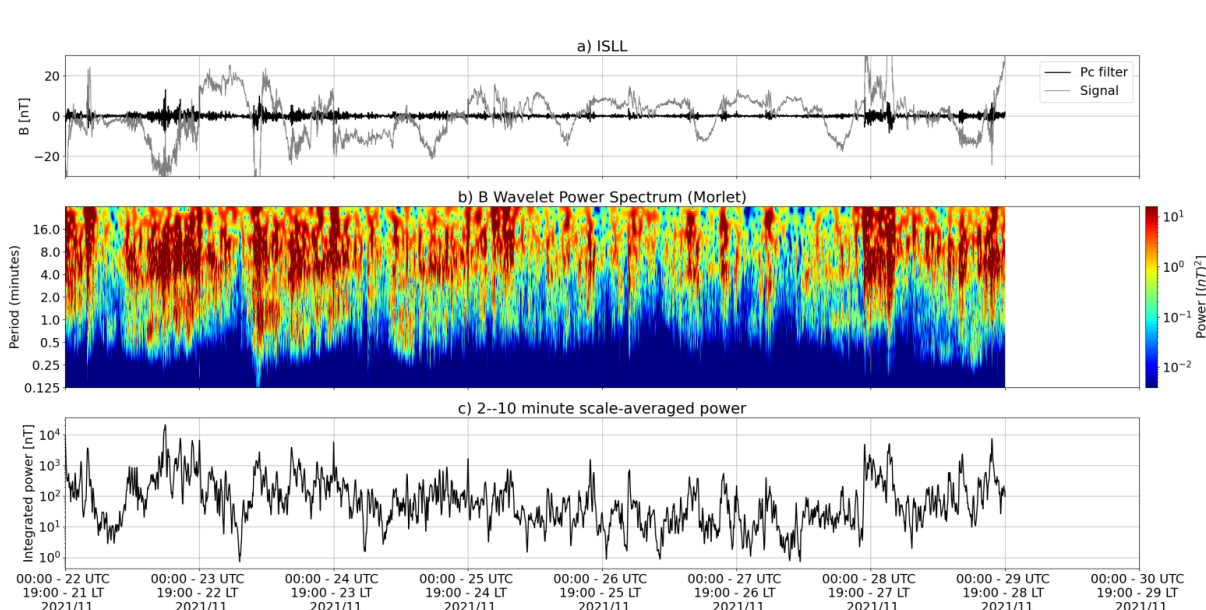 a) ISLL
B [nT]
20
0
−20
Pc filter
Signal
b) B Wavelet Power Spectrum (Morlet)
Period (minutes)
16.0
8.0
4.0
2.0
1.0
0.5
0.25
0.125
10¹
10⁰
10⁻¹
10⁻²
Power [(nT)²]
c) 2--10 minute scale-averaged power
Integrated power [nT]
10⁴
10³
10²
10¹
10⁰
00:00 - 22 UTC 00:00 - 23 UTC 00:00 - 24 UTC 00:00 - 25 UTC 00:00 - 26 UTC 00:00 - 27 UTC 00:00 - 28 UTC 00:00 - 29 UTC 00:00 - 30 UTC
19:00 - 21 LT 19:00 - 22 LT 19:00 - 23 LT 19:00 - 24 LT 19:00 - 25 LT 19:00 - 26 LT 19:00 - 27 LT 19:00 - 28 LT 19:00 - 29 LT
2021/11 2021/11 2021/11 2021/11 2021/11 2021/11 2021/11 2021/11 2021/11